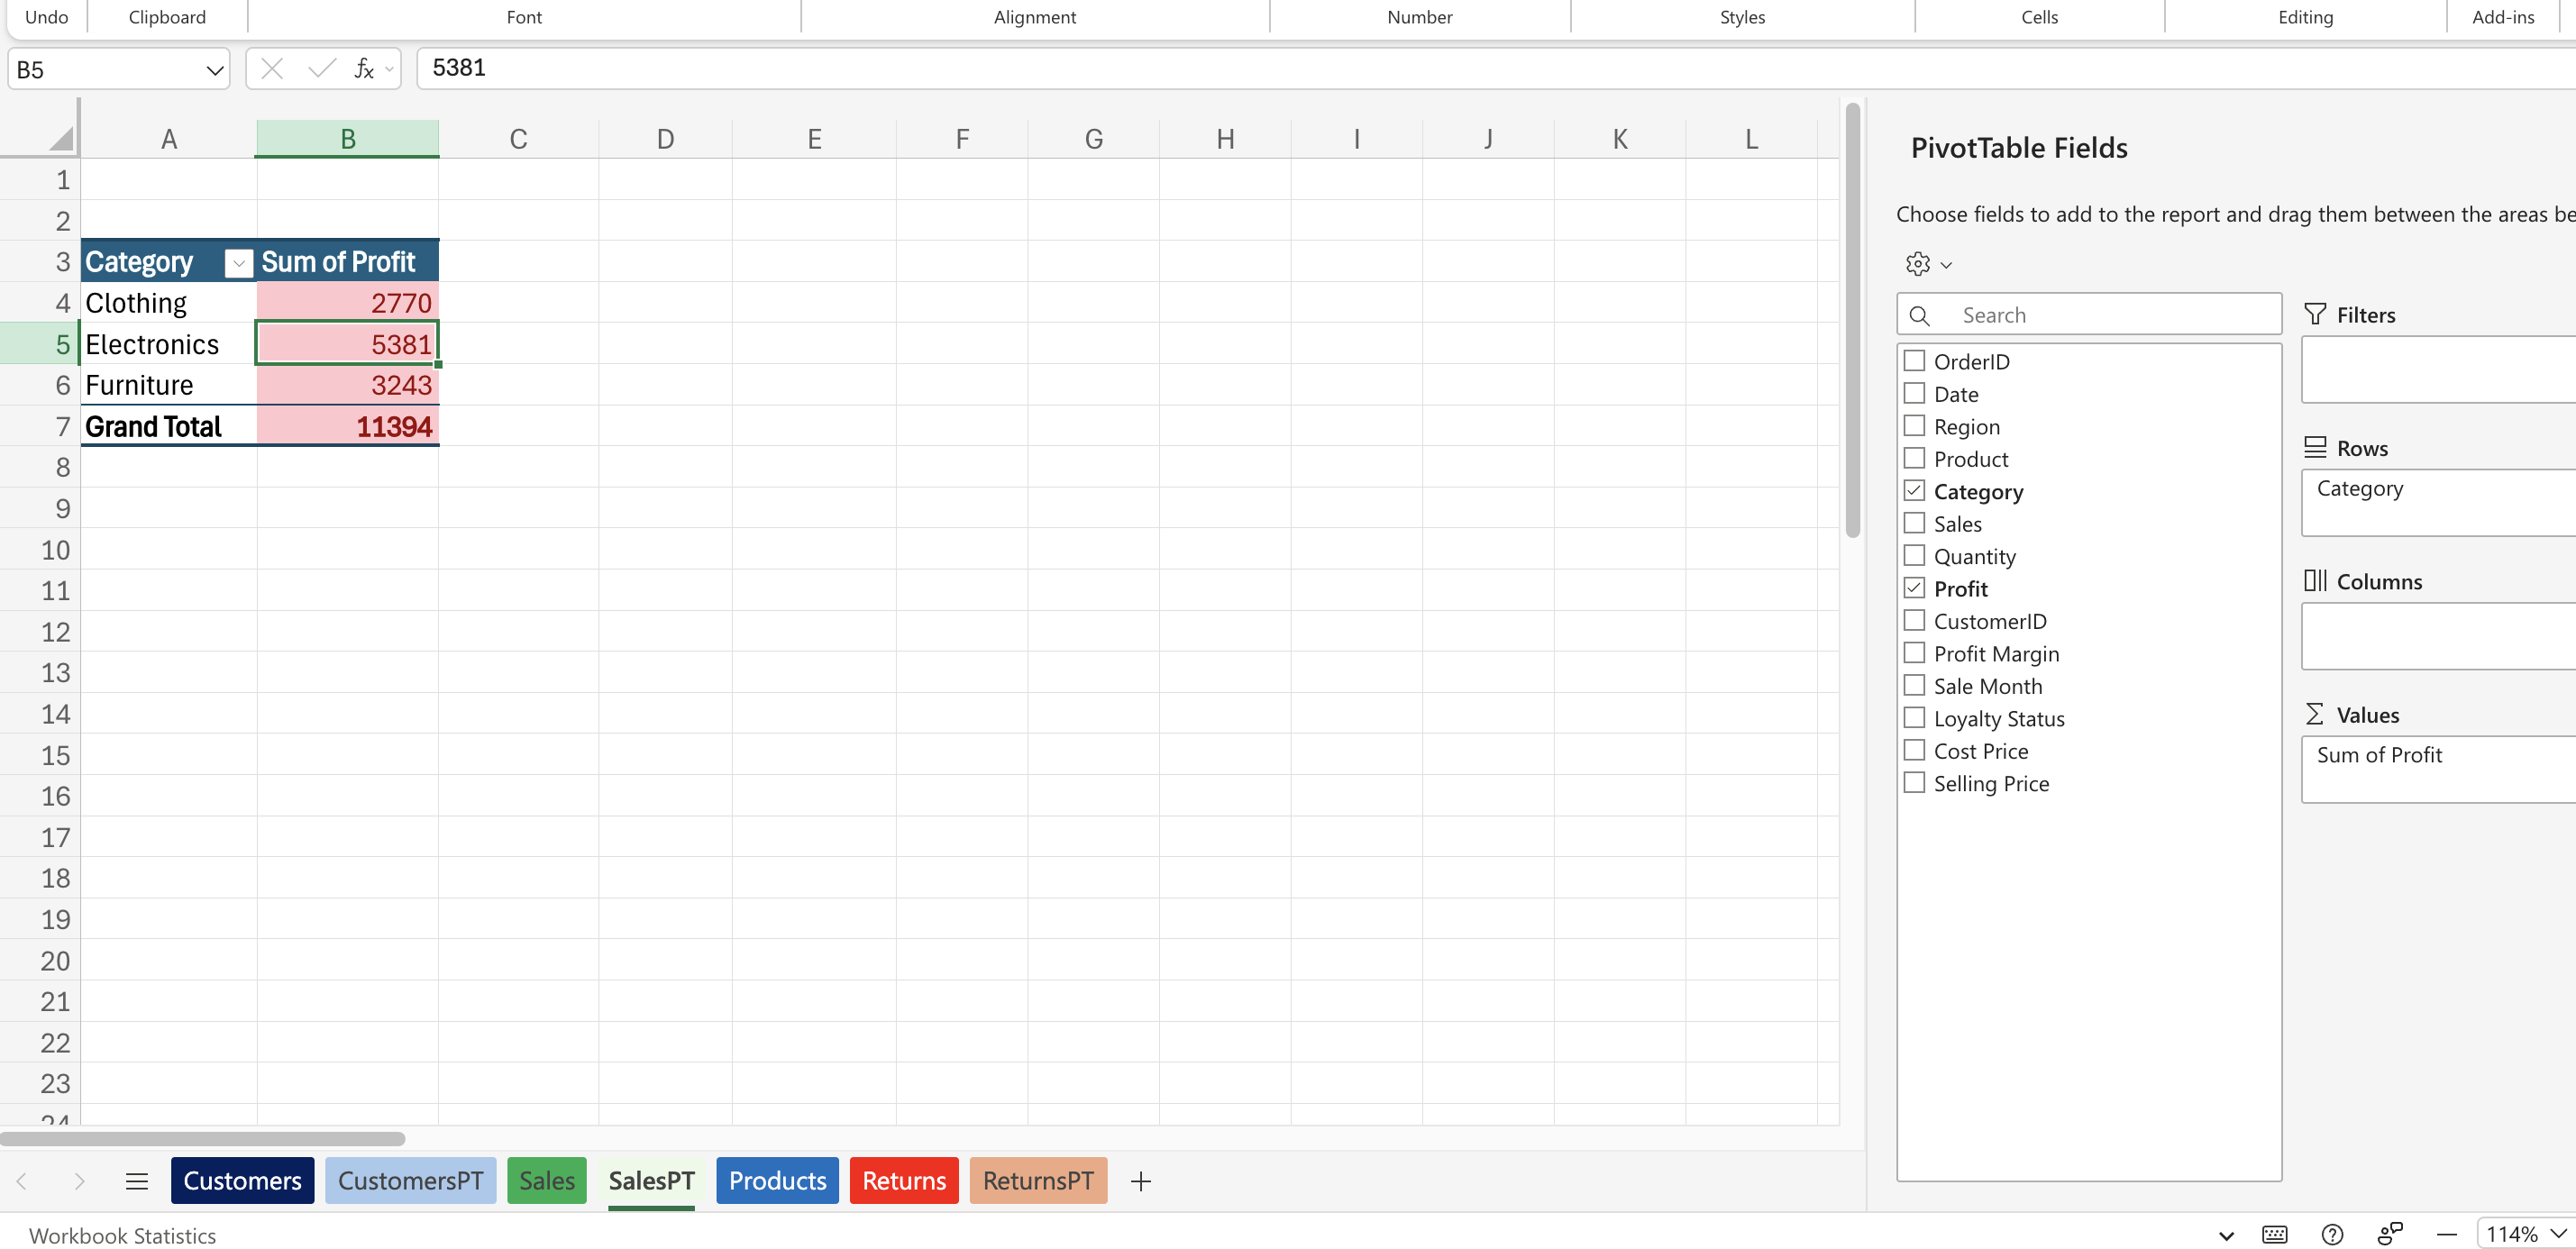 Undo Clipboard Font Alignment Number Styles Cells Editing Add-ins
B5 fx 5381
A B C D E F G H I J K L
1
2
3 Category Sum of Profit
4 Clothing 2770
5 Electronics 5381
6 Furniture 3243
7 Grand Total 11394
8
9
10
11
12
13
14
15
16
17
18
19
20
21
22
23
24
PivotTable Fields
Choose fields to add to the report and drag them between the areas be
Search
OrderID
Date
Region
Product
Category
Sales
Quantity
Profit
CustomerID
Profit Margin
Sale Month
Loyalty Status
Cost Price
Selling Price
Filters
Rows
Category
Columns
Values
Sum of Profit
Customers CustomersPT Sales SalesPT Products Returns ReturnsPT
Workbook Statistics 114%